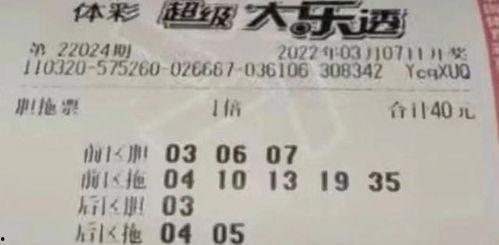 体彩 超级大乐透
第 22024期 2022年03月07日开奖
110320-575260-026667-036106 308342 YcqXUQ
胆拖票 1倍 合计40元
前区胆 03 06 07
前区拖 04 10 13 19 35
后区胆 03
后区拖 04 05